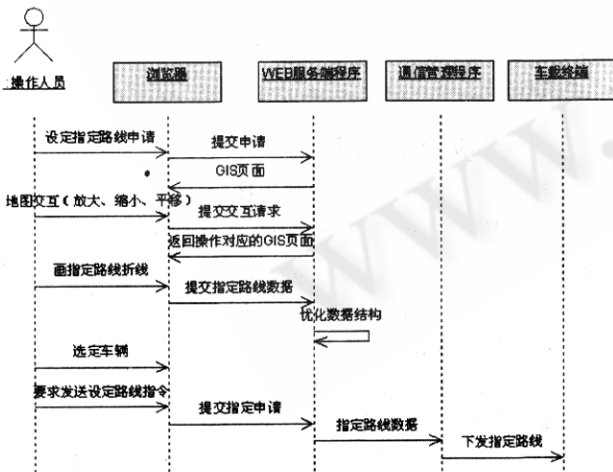 操作人员
浏览器
WEB服务端程序
通信管理程序
车载终端
设定指定路线申请
提交申请
GIS页面
地图交互(放大、缩小、平移)
提交交互请求
返回操作对应的GIS页面
画指定路线折线
提交指定路线数据
优化数据结构
选定车辆
要求发送设定路线指令
提交指定申请
指定路线数据
下发指定路线
www.